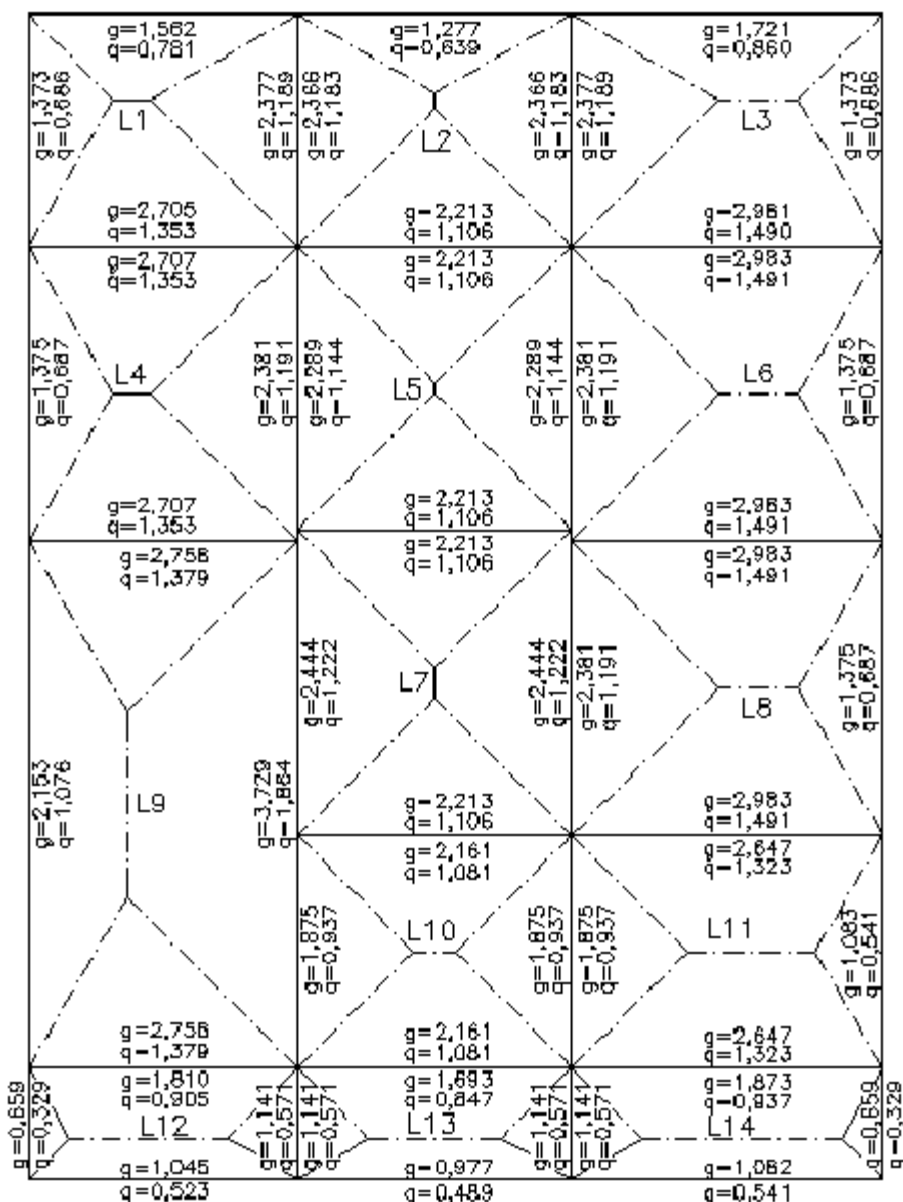 g=1,562
q=0,781
g=1,277
q=0,639
g=1,721
q=0,860
g=1,373
q=0,686
g=2,377
q=1,189
g=2,366
q=1,183
g=2,366
q=1,183
g=2,377
q=1,189
g=1,373
q=0,686
L1
L2
L3
g=2,705
q=1,353
g=2,213
q=1,106
g=2,981
q=1,490
g=2,707
q=1,353
g=2,213
q=1,106
g=2,983
q=1,491
g=1,375
q=0,687
g=2,381
q=1,191
g=2,289
q=1,144
g=2,289
q=1,144
g=2,381
q=1,191
g=1,375
q=0,687
L4
L5
L6
g=2,707
q=1,353
g=2,213
q=1,106
g=2,983
q=1,491
g=2,758
q=1,379
g=2,213
q=1,106
g=2,983
q=1,491
g=2,444
q=1,222
g=2,444
q=1,222
g=2,381
q=1,191
g=1,375
q=0,687
L7
L8
g=2,153
q=1,076
L9
g=3,729
q=1,864
g=2,213
q=1,106
g=2,983
q=1,491
g=2,161
q=1,081
g=2,647
q=1,323
g=1,875
q=0,937
g=1,875
q=0,937
g=1,875
q=0,937
g=1,083
q=0,541
L10
L11
g=2,758
q=1,379
g=2,161
q=1,081
g=2,647
q=1,323
g=1,810
q=0,905
g=1,693
q=0,847
g=1,873
q=0,937
g=0,659
q=0,329
g=1,141
q=0,571
g=1,141
q=0,571
g=1,141
q=0,571
g=1,141
q=0,571
g=0,659
q=0,329
L12
L13
L14
g=1,045
q=0,523
g=0,977
q=0,489
g=1,082
q=0,541